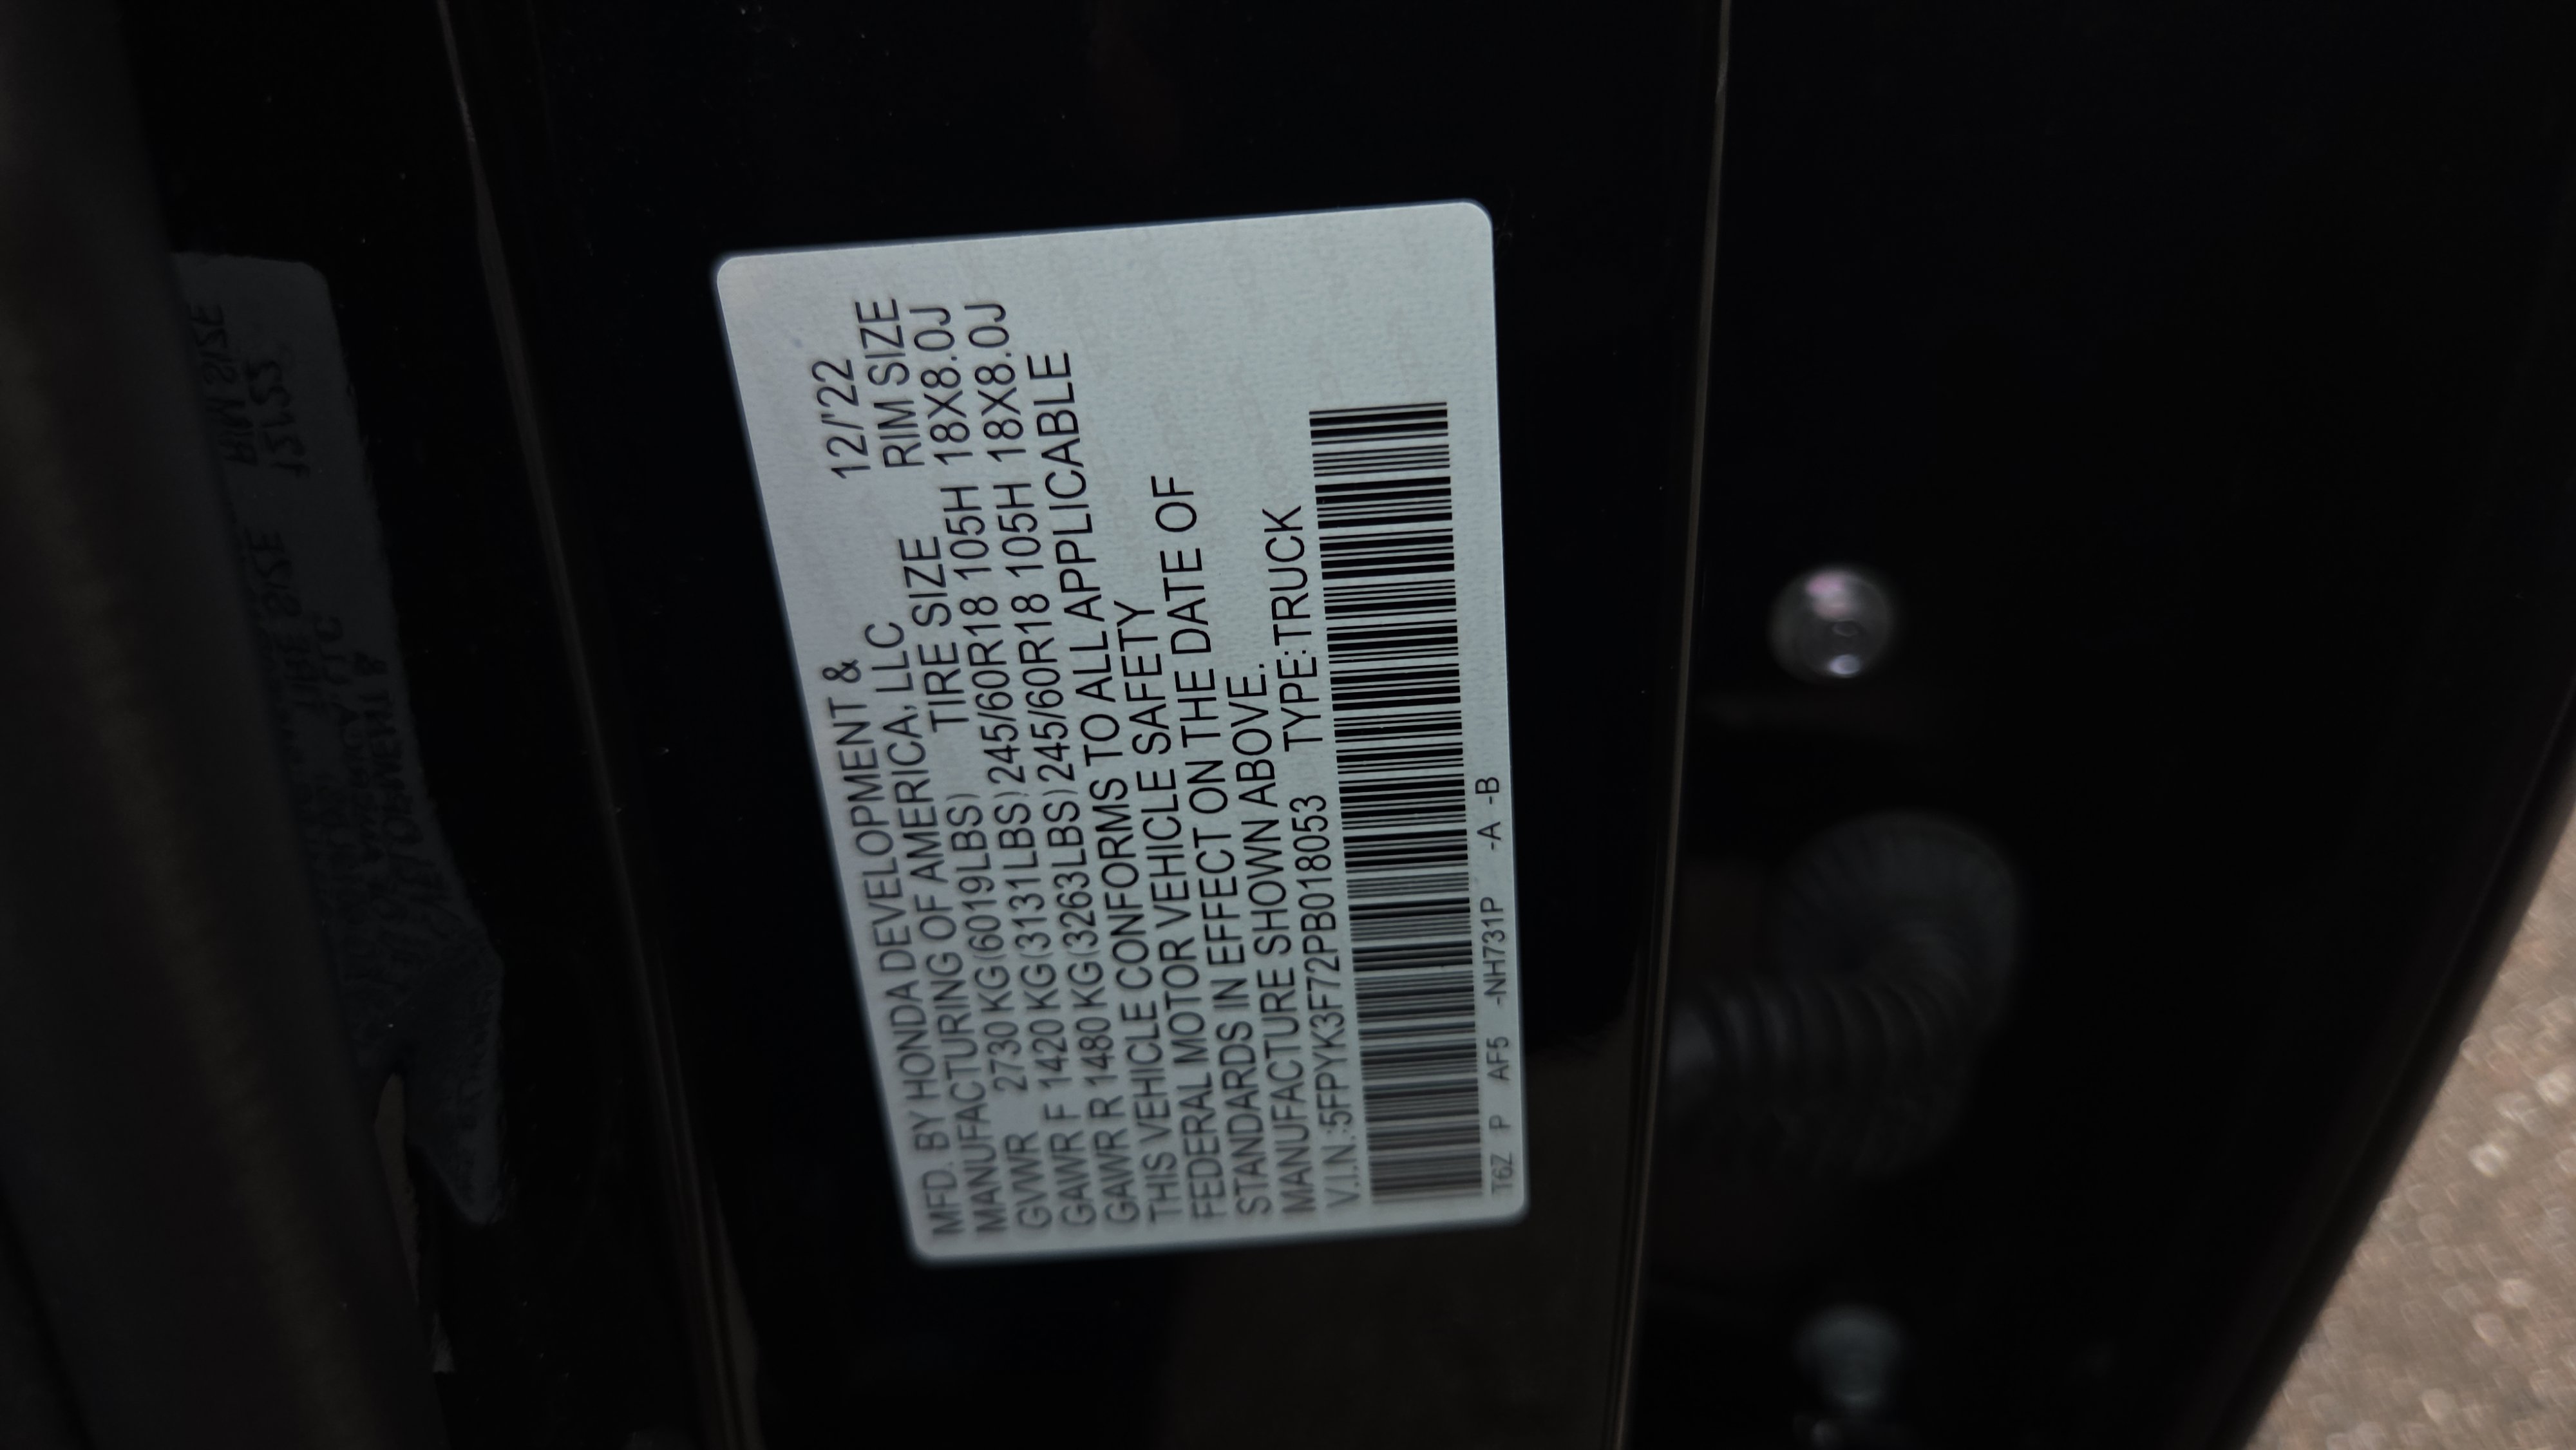 MFD. BY HONDA DEVELOPMENT & 12/'22
MANUFACTURING OF AMERICA, LLC RIM SIZE
GVWR 2730 KG(6019LBS) TIRE SIZE 18X8.0J
GAWR F 1420 KG(3131LBS) 245/60R18 105H 18X8.0J
GAWR R 1480 KG(3263LBS) 245/60R18 105H
THIS VEHICLE CONFORMS TO ALL APPLICABLE
FEDERAL MOTOR VEHICLE SAFETY
STANDARDS IN EFFECT ON THE DATE OF
MANUFACTURE SHOWN ABOVE.
V.I.N.:5FPYK3F72PB018053 TYPE:TRUCK
T6Z P AF5 -NH731P -A -B